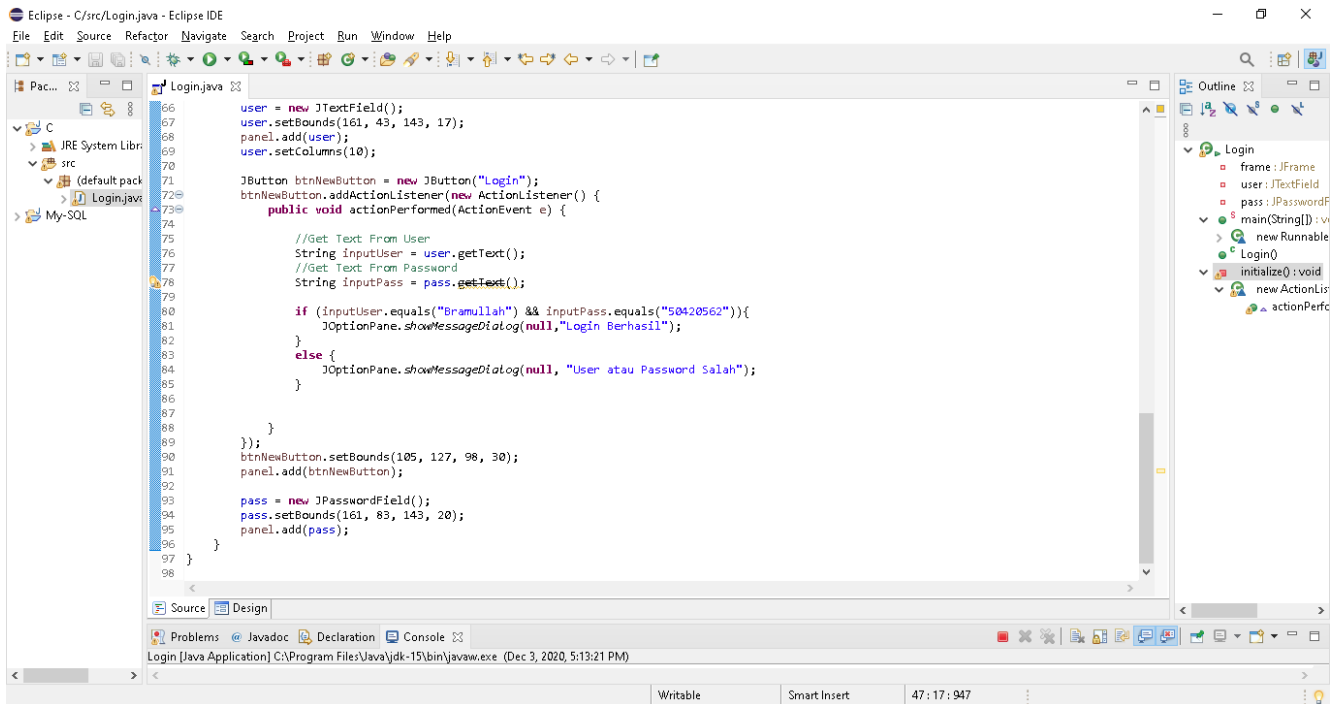 Eclipse - C/src/Login.java - Eclipse IDE
File Edit Source Refactor Navigate Search Project Run Window Help
Pac...
Login.java
Outline
C
JRE System Libr
src
(default pack
Login.java
My-SQL
66 user = new JTextField();
67 user.setBounds(161, 43, 143, 17);
68 panel.add(user);
69 user.setColumns(10);
70
71 JButton btnNewButton = new JButton("Login");
72 btnNewButton.addActionListener(new ActionListener() {
73 public void actionPerformed(ActionEvent e) {
74
75 //Get Text From User
76 String inputUser = user.getText();
77 //Get Text From Password
78 String inputPass = pass.getText();
79
80 if (inputUser.equals("Bramullah") && inputPass.equals("50420562")){
81 JOptionPane.showMessageDialog(null,"Login Berhasil");
82 }
83 else {
84 JOptionPane.showMessageDialog(null, "User atau Password Salah");
85 }
86
87
88 }
89 });
90 btnNewButton.setBounds(105, 127, 98, 30);
91 panel.add(btnNewButton);
92
93 pass = new JPasswordField();
94 pass.setBounds(161, 83, 143, 20);
95 panel.add(pass);
96 }
97 }
98
Login
frame : JFrame
user : JTextField
pass : JPasswordF
main(String[]) : v
new Runnable
Login()
initialize() : void
new ActionLis
actionPerfo
Source Design
Problems Javadoc Declaration Console
Login [Java Application] C:\Program Files\Java\jdk-15\bin\javaw.exe (Dec 3, 2020, 5:13:21 PM)
Writable Smart Insert 47 : 17 : 947